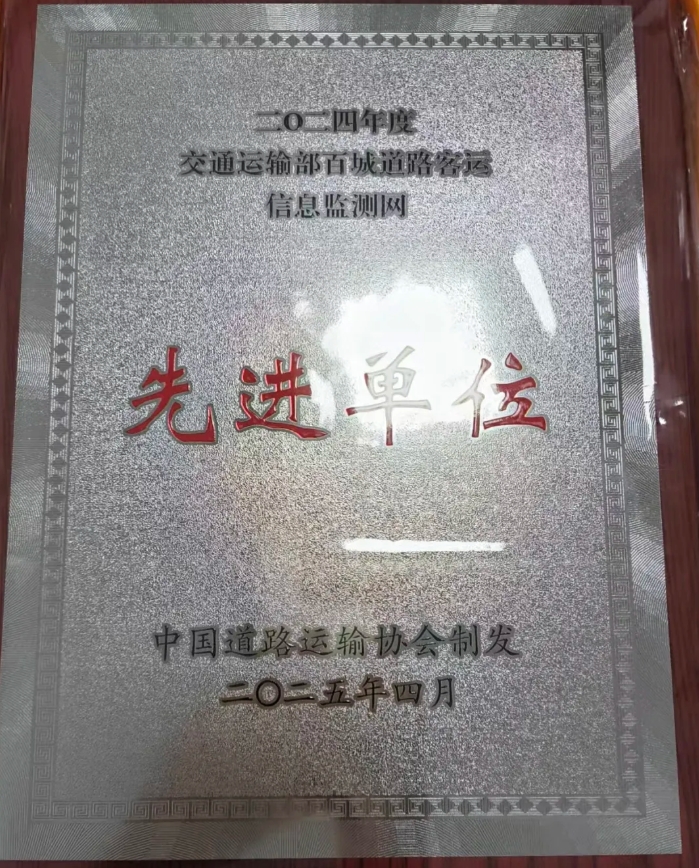 二〇二四年度
交通运输部百城道路客运
信息监测网
先进单位
中国道路运输协会制发
二〇二五年四月